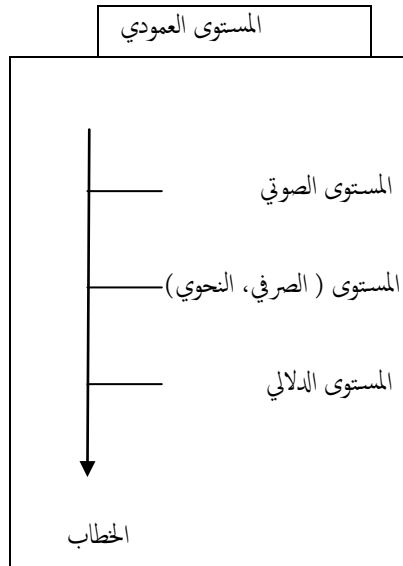 المستوى العمودي
المستوى الصوتي
المستوى ( الصرفي، النحوي)
المستوى الدلالي
الخطاب